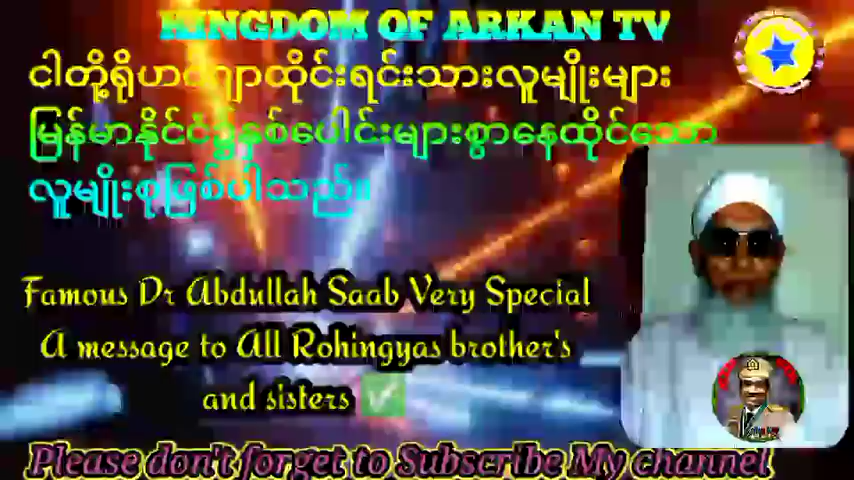 KINGDOM OF ARKAN TV
ငါတို့ရိုဟင်ဂျာထိုင်းရင်းသားလူမျိုးများ
မြန်မာနိုင်ငံ၌နှစ်ပေါင်းများစွာနေထိုင်သော
လူမျိုးစုဖြစ်ပါသည်။
Famous Dr Abdullah Saab Very Special
A message to All Rohingyas brother's
and sisters ✅
Please don't forget to Subscribe My channel